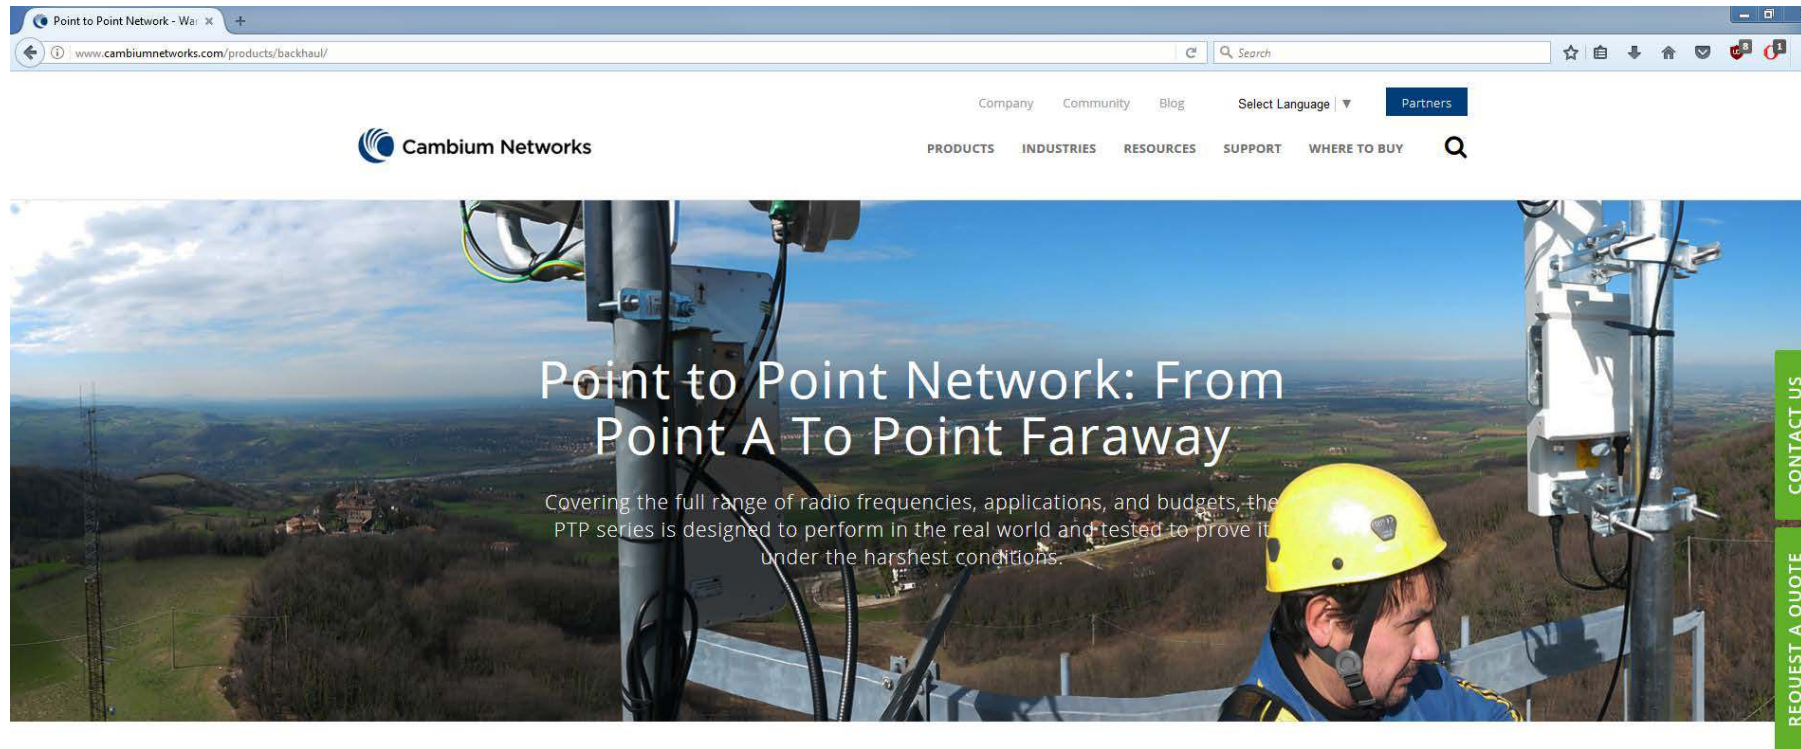 Point to Point Network - War
www.cambiumnetworks.com/products/backhaul/
Search
8
1
Company Community Blog Select Language ▼ Partners
Cambium Networks
PRODUCTS INDUSTRIES RESOURCES SUPPORT WHERE TO BUY
Point to Point Network: From
Point A To Point Faraway
Covering the full range of radio frequencies, applications, and budgets, the
PTP series is designed to perform in the real world and tested to prove it
under the harshest conditions.
CONTACT US
REQUEST A QUOTE